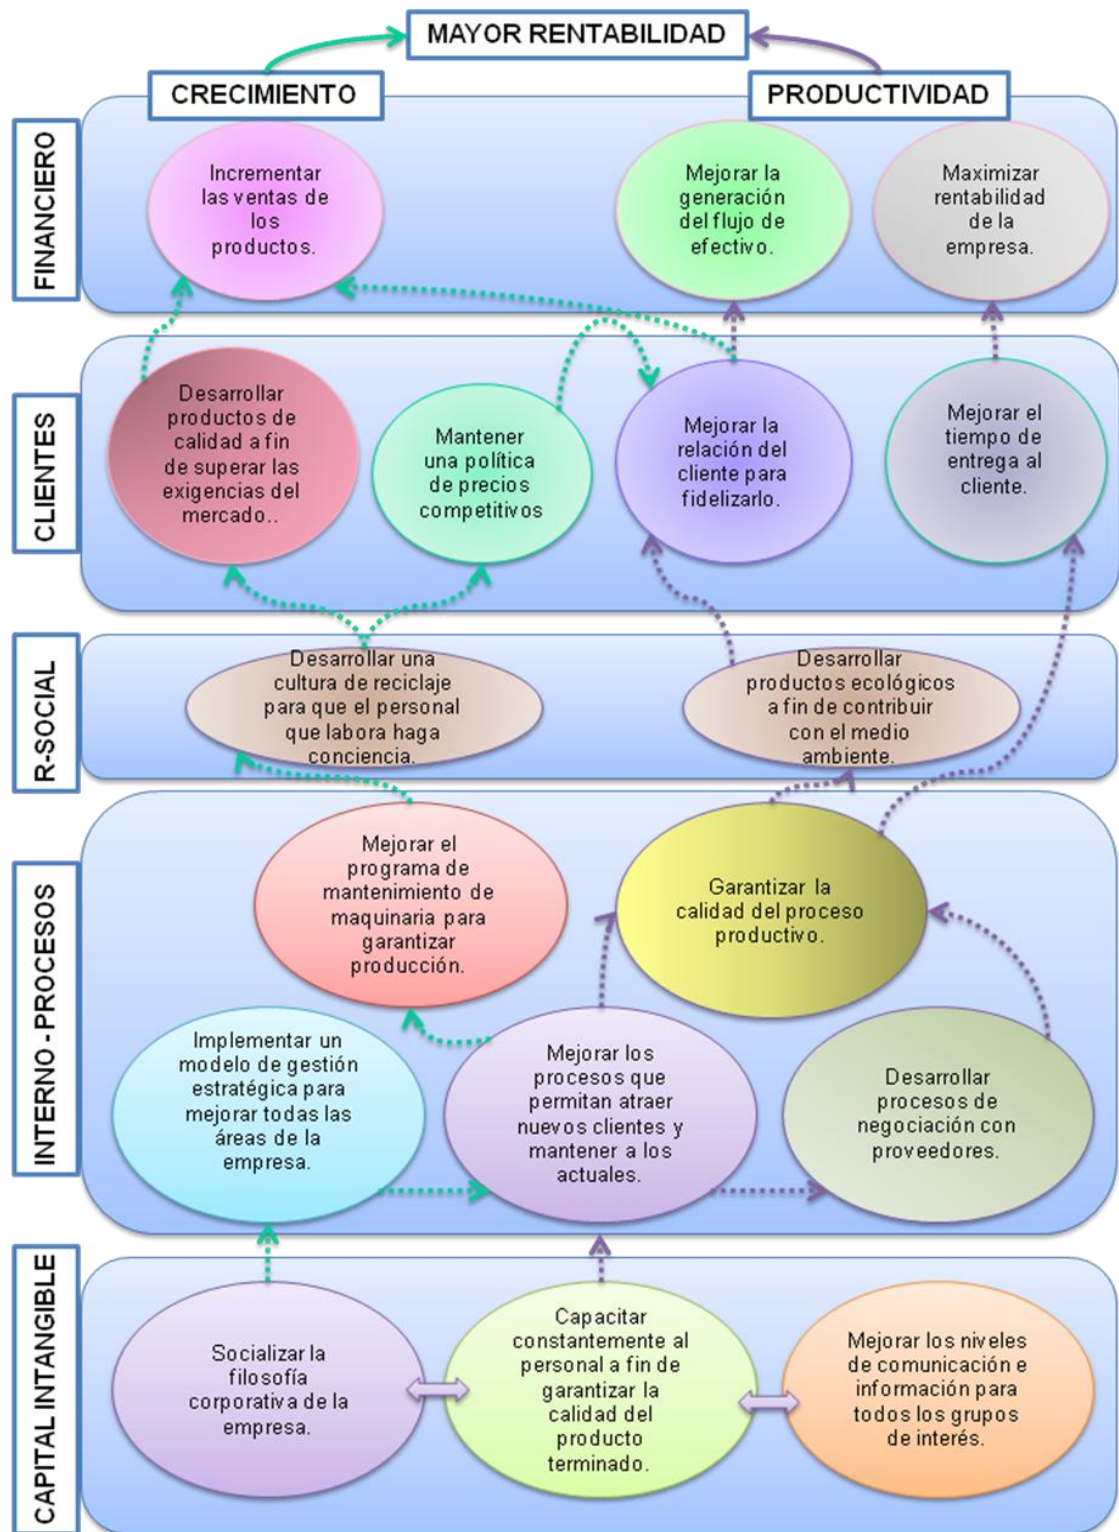 MAYOR RENTABILIDAD
CRECIMIENTO
PRODUCTIVIDAD
FINANCIERO
Incrementar
las ventas de
los
productos.
Mejorar la
generación
del flujo de
efectivo.
Maximizar
rentabilidad
de la
empresa.
CLIENTES
Desarrollar
productos de
calidad a fin
de superar las
exigencias del
mercado..
Mantener
una política
de precios
competitivos
Mejorar la
relación del
cliente para
fidelizarlo.
Mejorar el
tiempo de
entrega al
cliente.
R-SOCIAL
Desarrollar una
cultura de reciclaje
para que el personal
que labora haga
conciencia.
Desarrollar
productos ecológicos
a fin de contribuir
con el medio
ambiente.
INTERNO - PROCESOS
Mejorar el
programa de
mantenimiento de
maquinaria para
garantizar
producción.
Garantizar la
calidad del proceso
productivo.
Implementar un
modelo de gestión
estratégica para
mejorar todas las
áreas de la
empresa.
Mejorar los
procesos que
permitan atraer
nuevos clientes y
mantener a los
actuales.
Desarrollar
procesos de
negociación con
proveedores.
CAPITAL INTANGIBLE
Socializar la
filosofía
corporativa de la
empresa.
Capacitar
constantemente al
personal a fin de
garantizar la
calidad del
producto
terminado.
Mejorar los niveles
de comunicación e
información para
todos los grupos
de interés.